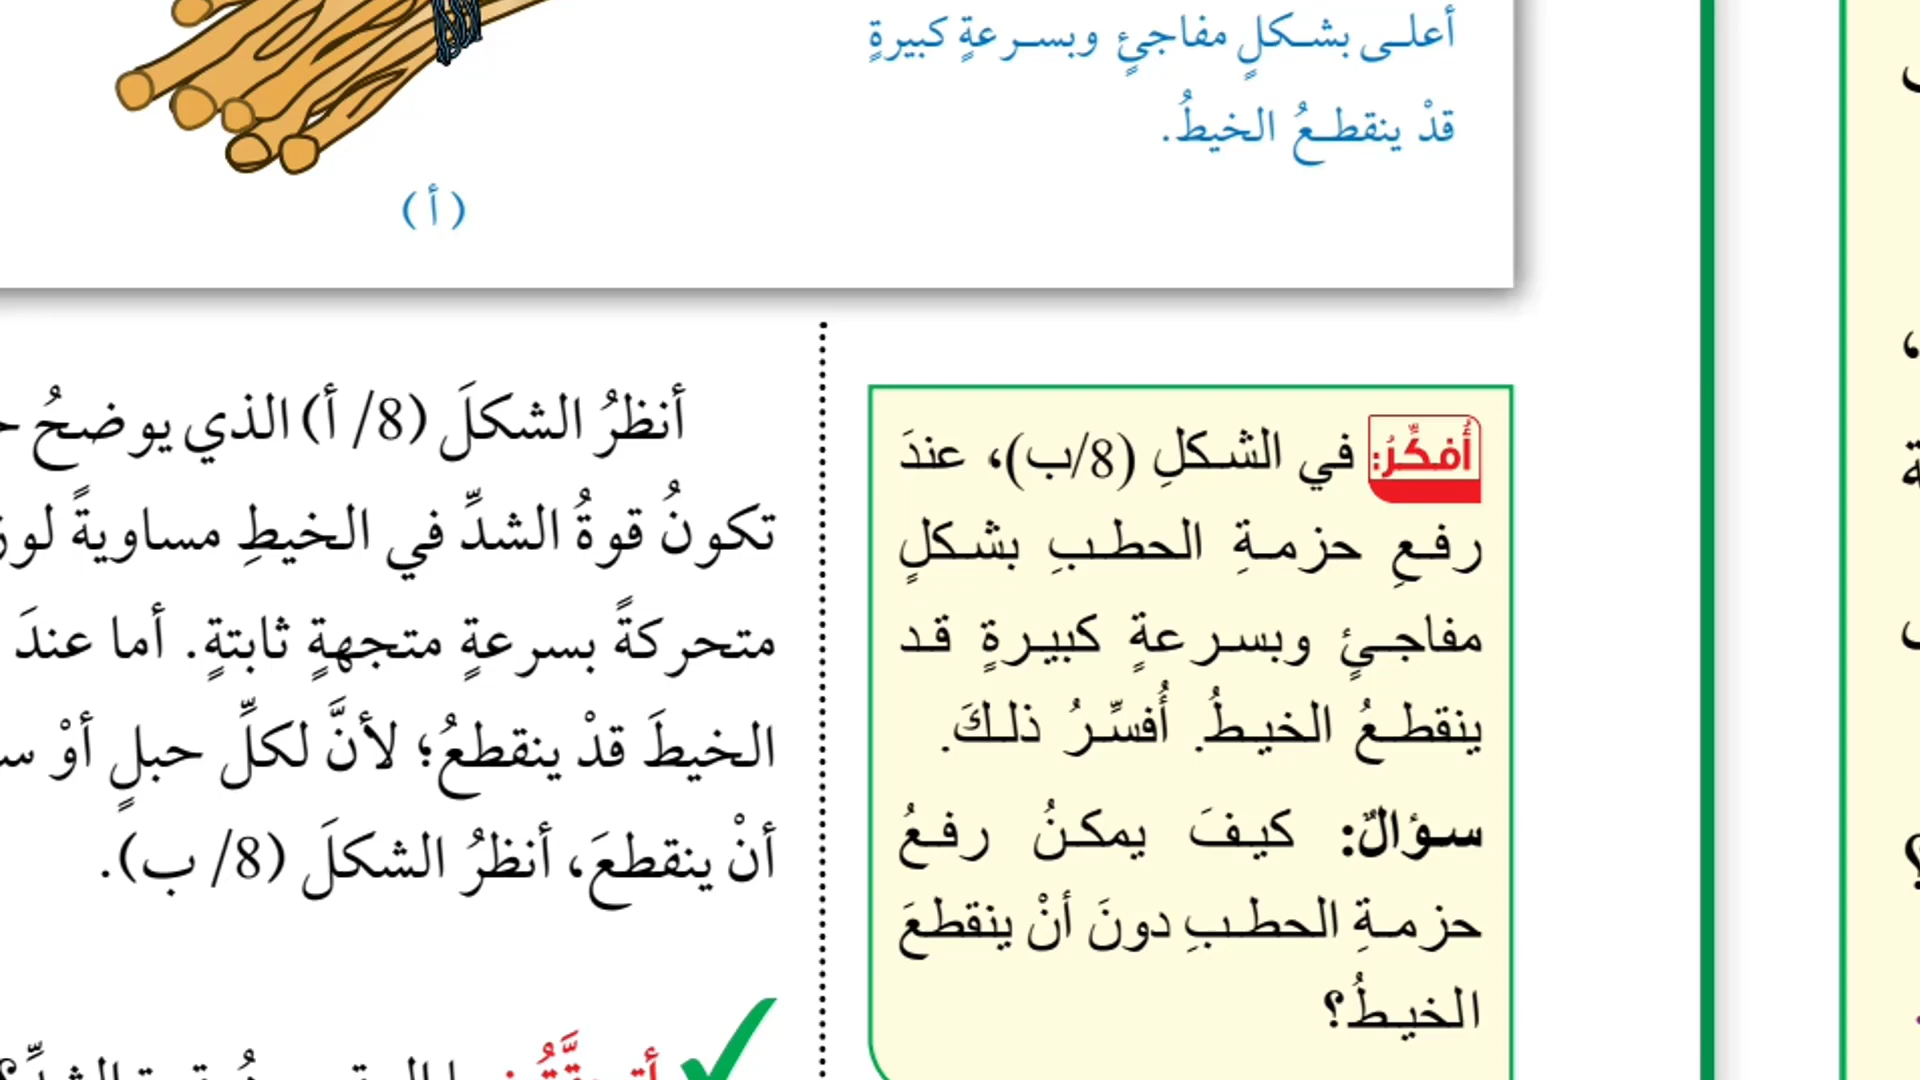 أعلى بشكلٍ مفاجئٍ وبسرعةٍ كبيرةٍ
قدْ ينقطعُ الخيطُ.
(أ)
أُفكِّرُ: في الشكلِ (8/ب)، عندَ
رفعِ حزمةِ الحطبِ بشكلٍ
مفاجئٍ وبسرعةٍ كبيرةٍ قد
ينقطعُ الخيطُ. أُفسِّرُ ذلكَ.
سؤالٌ: كيفَ يمكنُ رفعُ
حزمةِ الحطبِ دونَ أنْ ينقطعَ
الخيطُ؟
أنظرُ الشكلَ (8/ أ) الذي يوضحُ
تكونُ قوةُ الشدِّ في الخيطِ مساويةً
متحركةً بسرعةٍ متجهةٍ ثابتةٍ. أما عندَ
الخيطَ قدْ ينقطعُ؛ لأنَّ لكلِّ حبلٍ أوْ
أنْ ينقطعَ، أنظرُ الشكلَ (8/ ب).